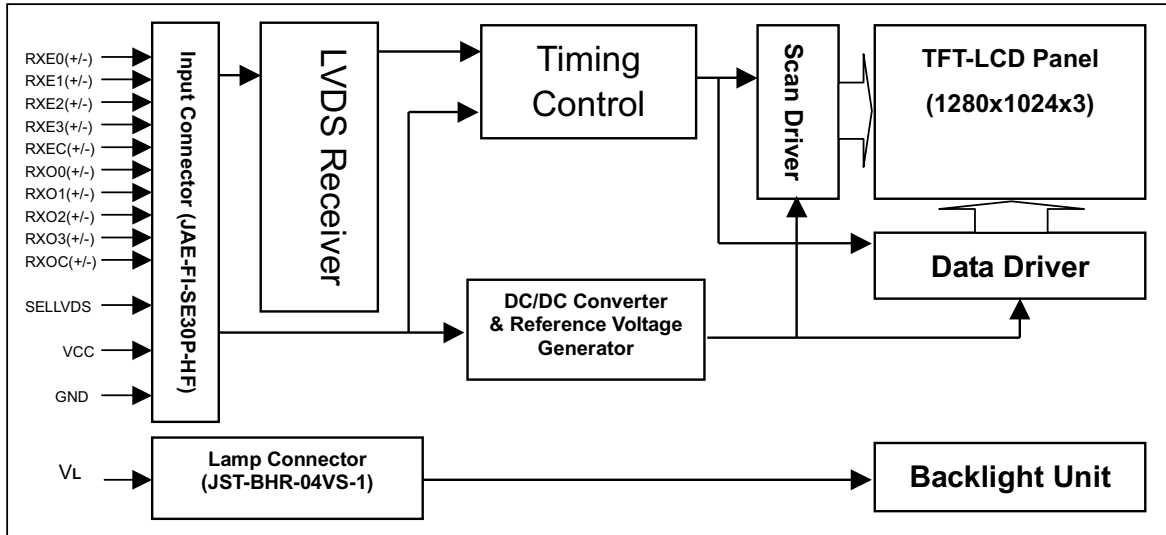 RXE0(+/-)
RXE1(+/-)
RXE2(+/-)
RXE3(+/-)
RXEC(+/-)
RXO0(+/-)
RXO1(+/-)
RXO2(+/-)
RXO3(+/-)
RXOC(+/-)
SELLVDS
VCC
GND
VL
Input Connector (JAE-FI-SE30P-HF)
LVDS Receiver
Timing
Control
Scan Driver
TFT-LCD Panel
(1280x1024x3)
Data Driver
DC/DC Converter
& Reference Voltage
Generator
Lamp Connector
(JST-BHR-04VS-1)
Backlight Unit